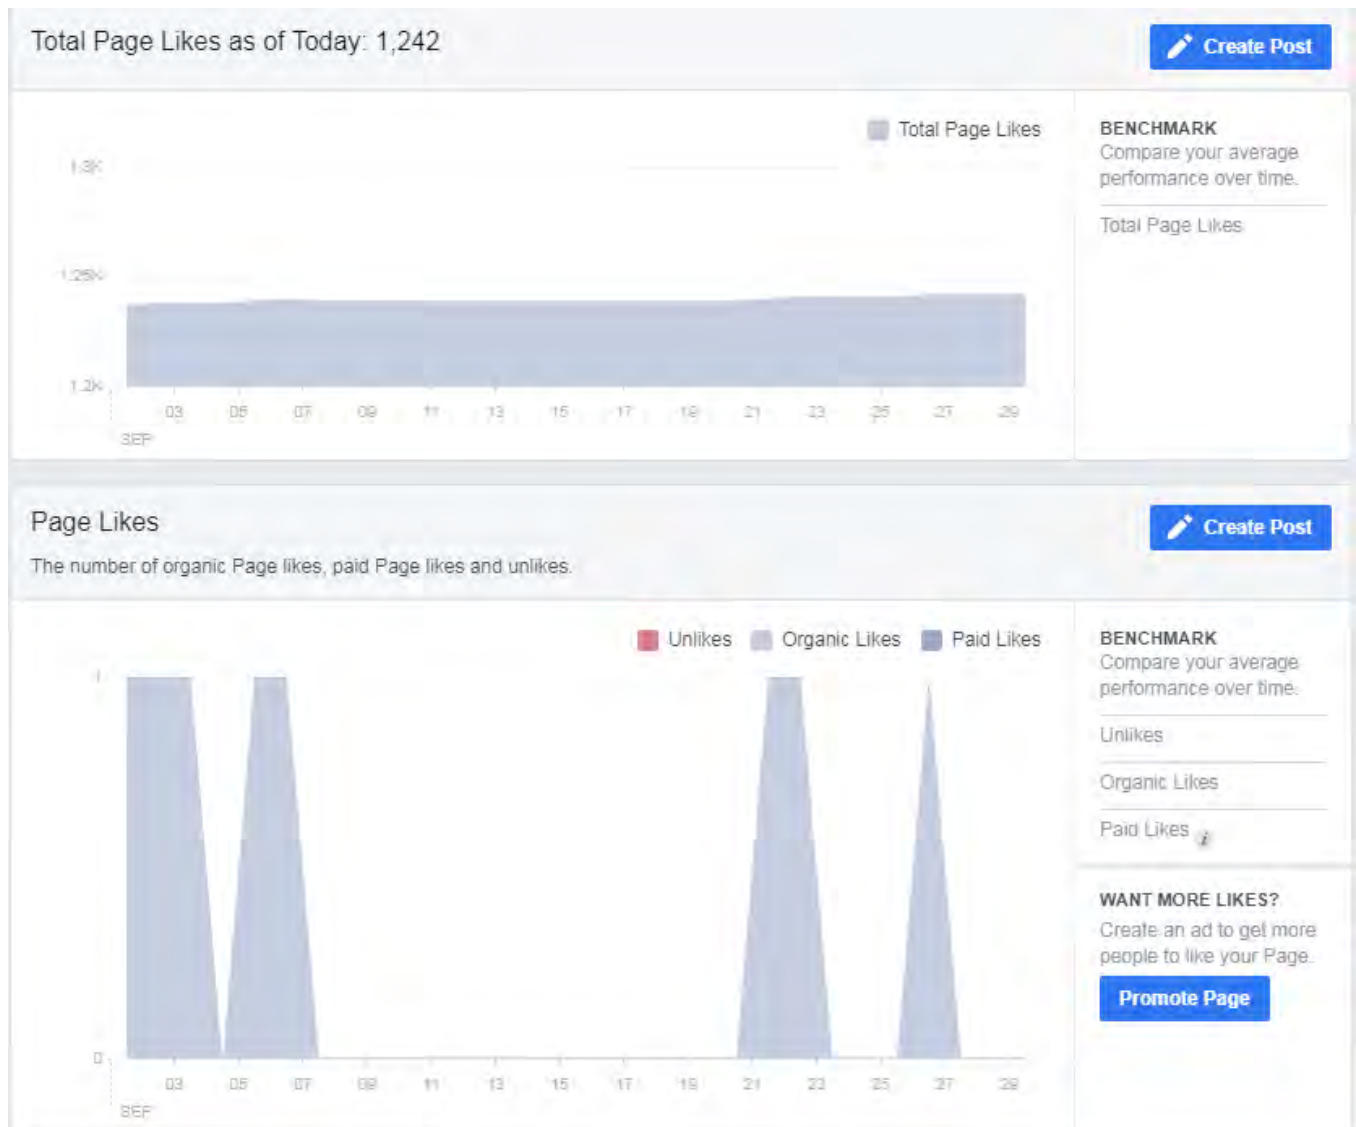 Total Page Likes as of Today: 1,242
Create Post
Total Page Likes
BENCHMARK
Compare your average
performance over time.
Total Page Likes
1.3K
1.25K
1.2K
03 05 07 09 11 13 15 17 19 21 23 25 27 29
SEP
Page Likes
Create Post
The number of organic Page likes, paid Page likes and unlikes.
Unlikes Organic Likes Paid Likes
BENCHMARK
Compare your average
performance over time.
Unlikes
Organic Likes
Paid Likes i
WANT MORE LIKES?
Create an ad to get more
people to like your Page.
Promote Page
1
0
03 05 07 09 11 13 15 17 19 21 23 25 27 29
SEP